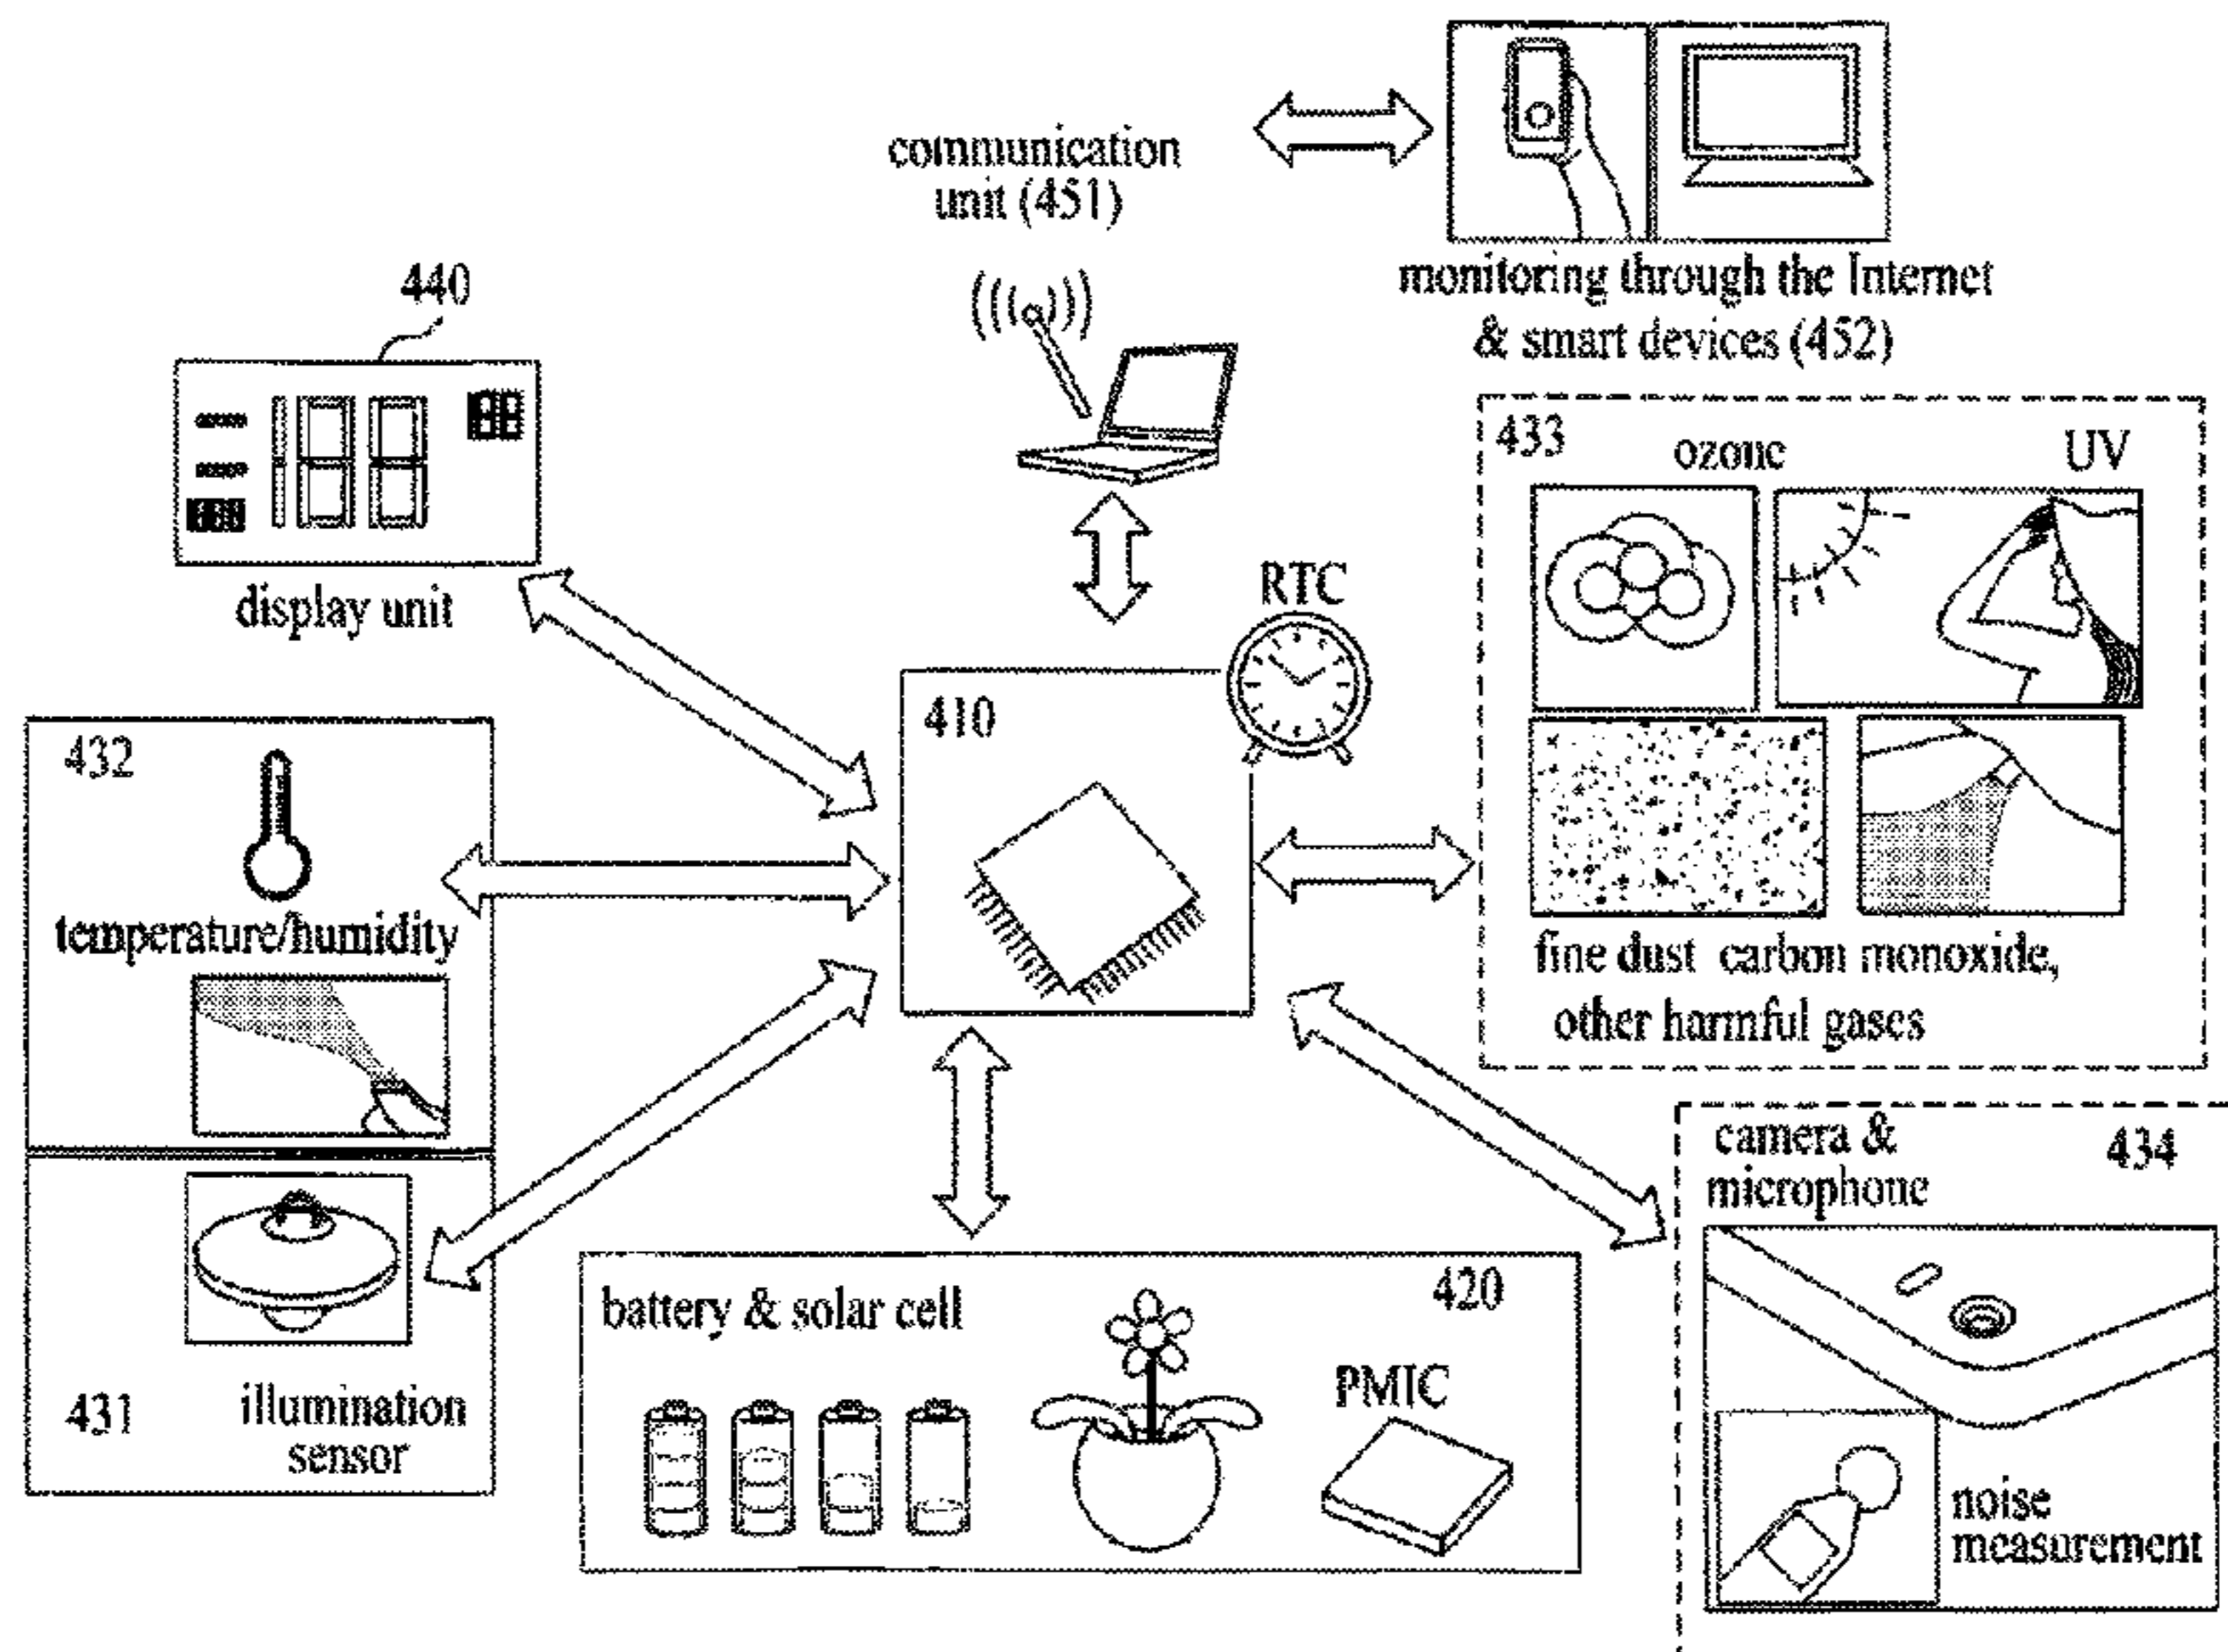 communication
unit (451)
monitoring through the Internet
& smart devices (452)
440
display unit
433
ozone
UV
RTC
410
432
temperature/humidity
fine dust carbon monoxide,
other harmful gases
camera &
microphone
434
431
illumination
sensor
battery & solar cell
420
PMIC
noise
measurement